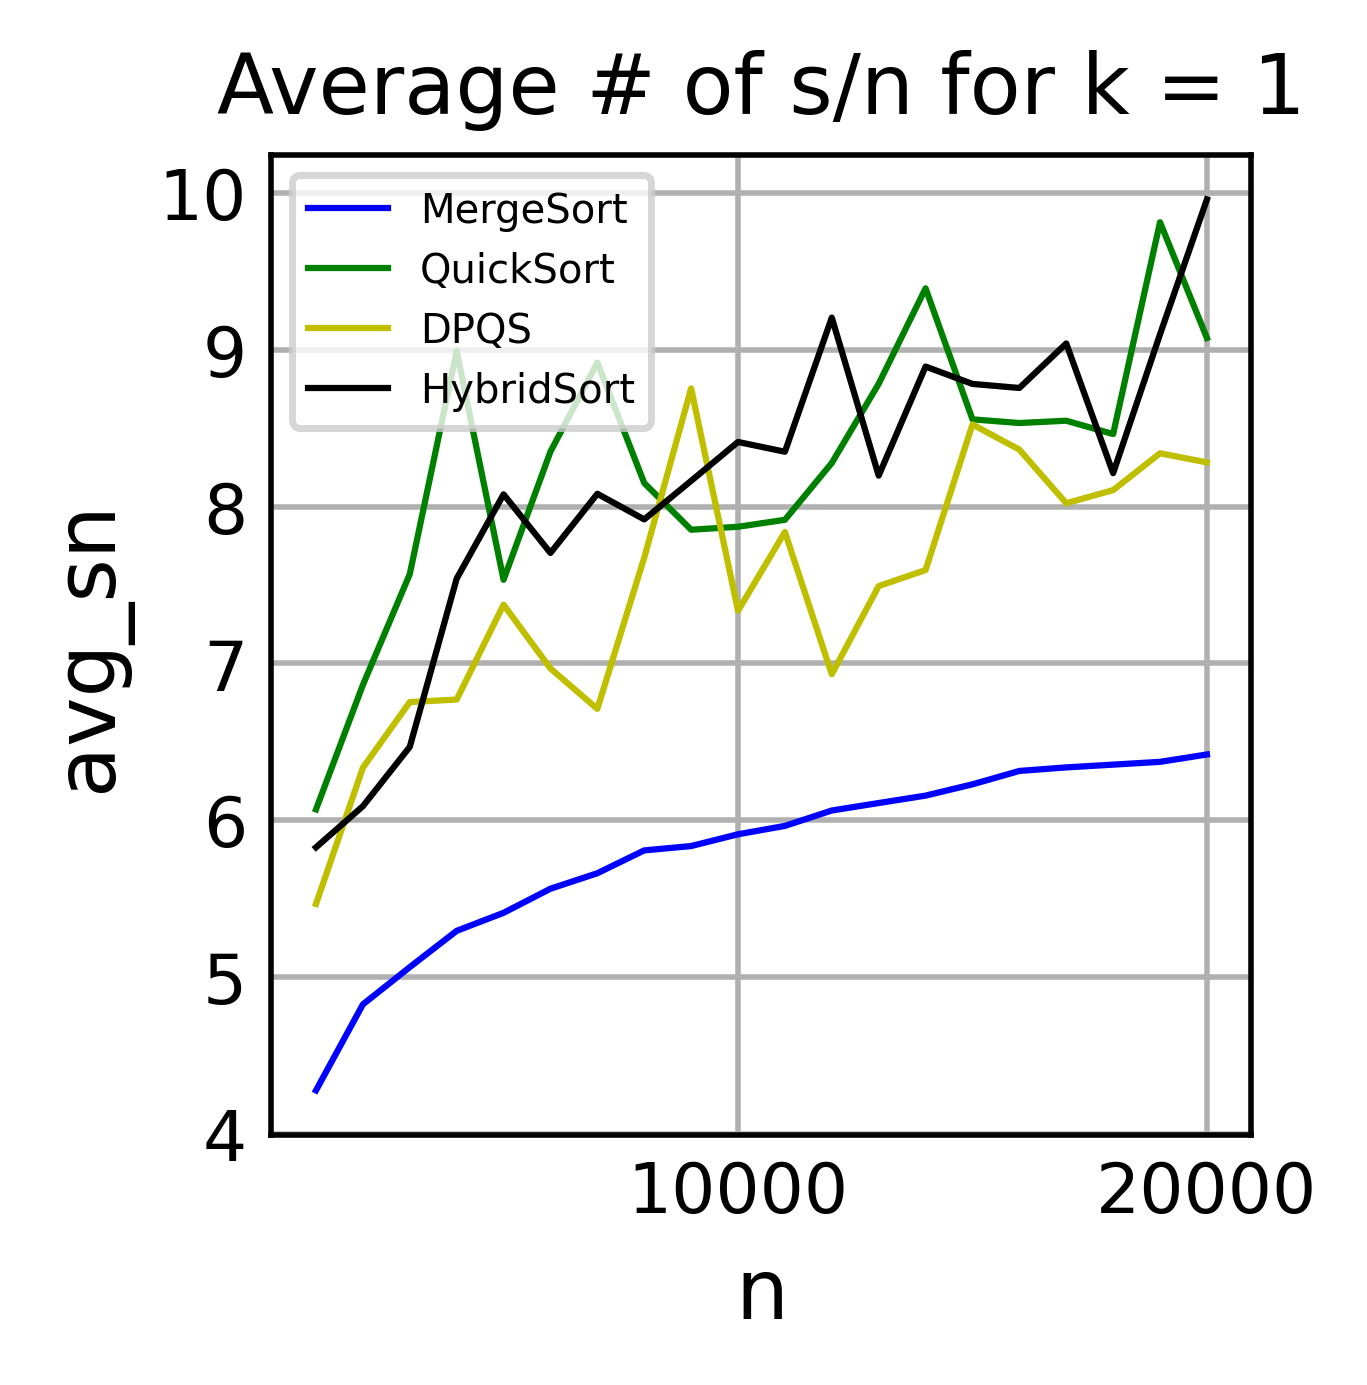 Average # of s/n for k = 1
10
9
8
7
6
5
4
MergeSort
QuickSort
DPQS
HybridSort
avg_sn
10000
20000
n